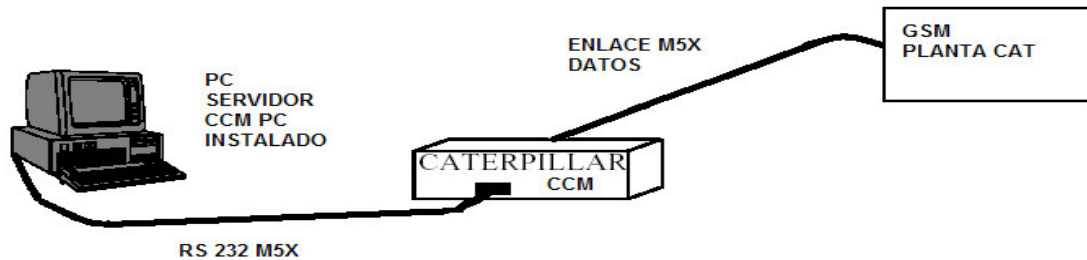 PC
SERVIDOR
CCM PC
INSTALADO
RS 232 M5X
CATERPILLAR
CCM
ENLACE M5X
DATOS
GSM
PLANTA CAT